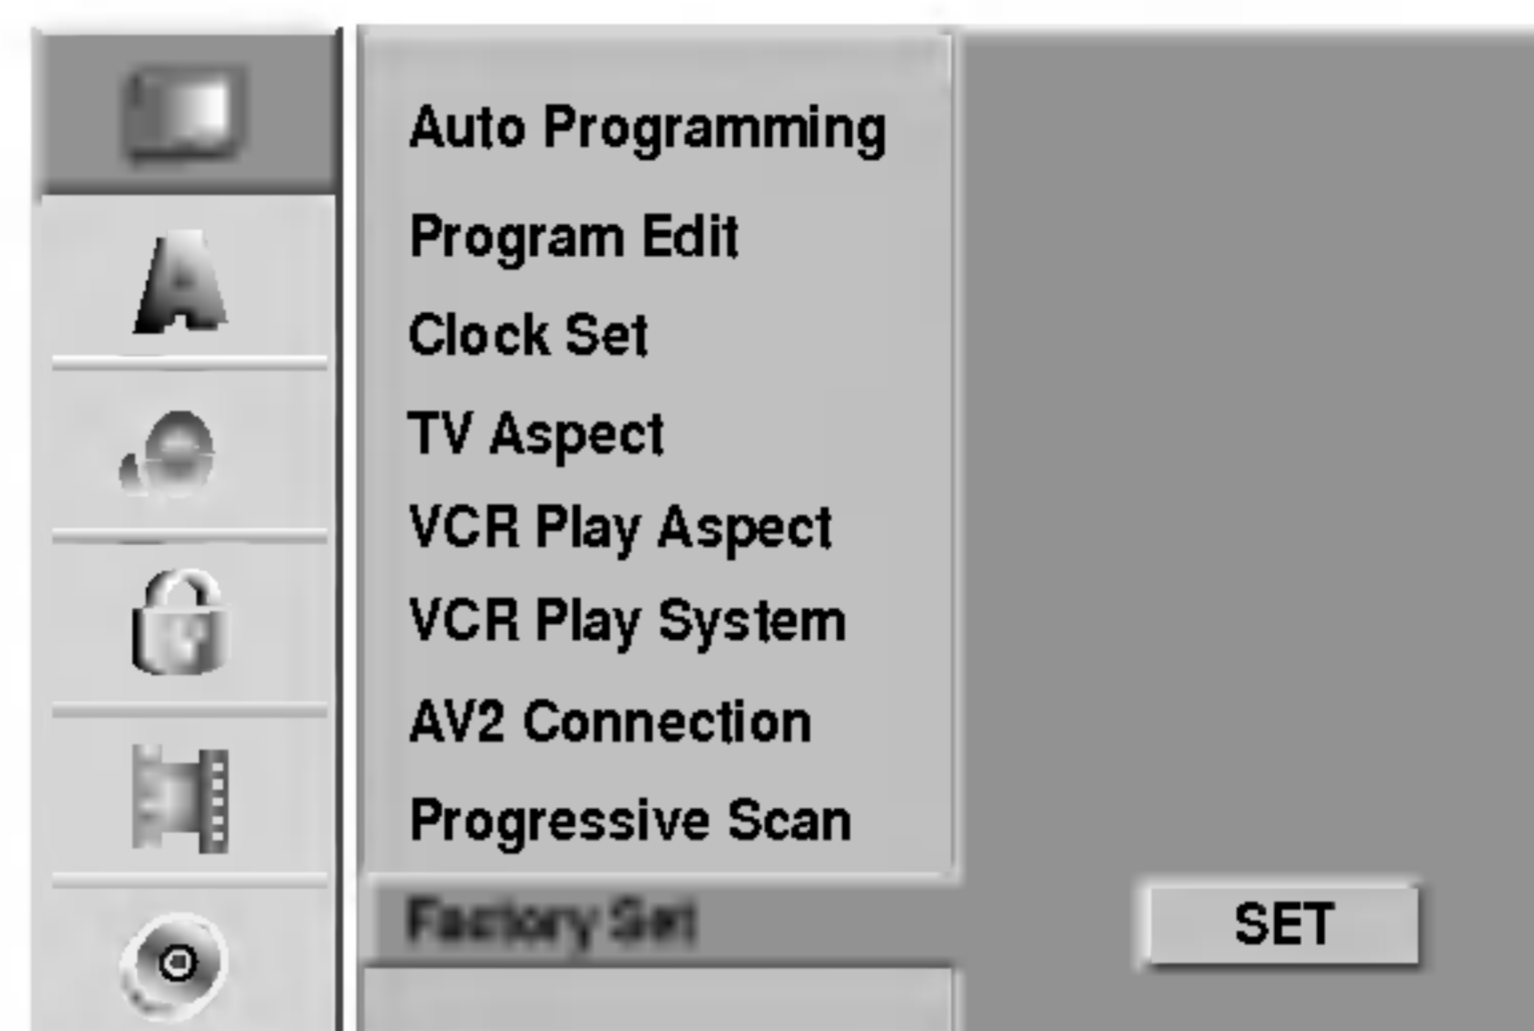 Auto Programming
Program Edit
Clock Set
TV Aspect
VCR Play Aspect
VCR Play System
AV2 Connection
Progressive Scan
Factory Set
SET